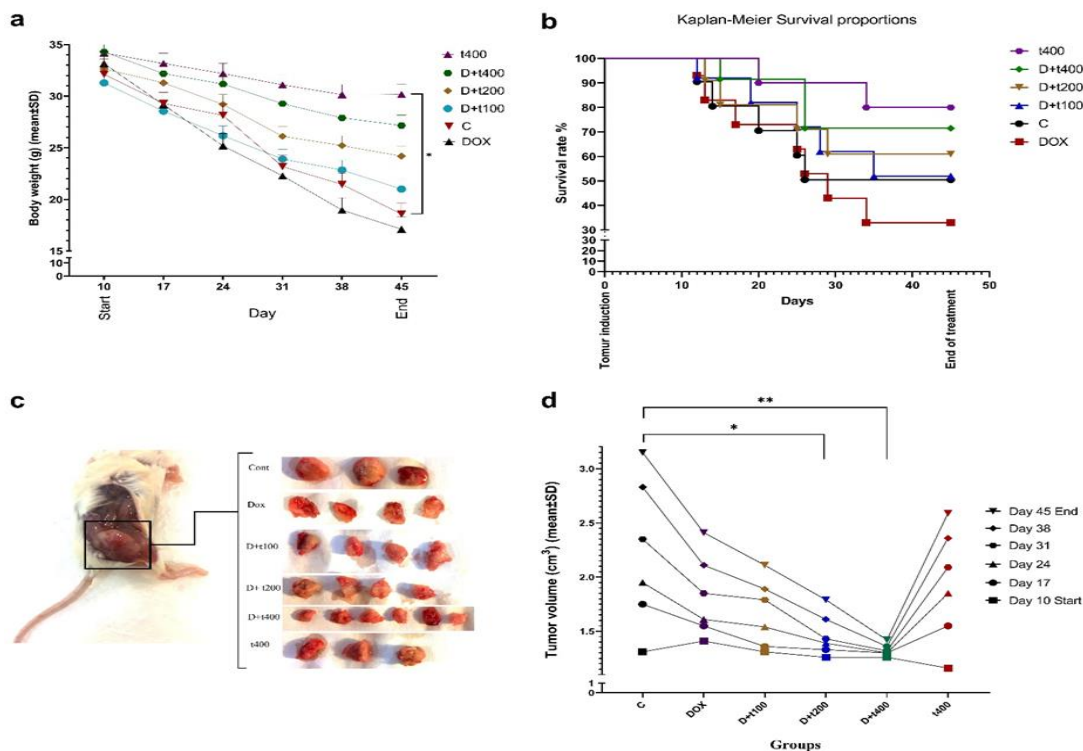 a
Body weight (g) (mean±SD)
35
30
25
20
15
10
0
10
17
24
31
38
45
Start
Day
End
t400
D+t400
D+t200
D+t100
C
DOX
*
b
Kaplan-Meier Survival proportions
Survival rate %
100
90
80
70
60
50
40
30
30
20
15
10
5
0
0
10
20
30
40
50
Days
Tomur induction
End of treatment
t400
D+t400
D+t200
D+t100
C
DOX
c
Cont
Dox
D+t100
D+ t200
D+t400
t400
d
**
*
Tumor volume (cm³) (mean±SD)
3.0
2.5
2.0
1.5
1
0
C
DOX
D+t100
D+t200
D+t400
t400
Groups
Day 45 End
Day 38
Day 31
Day 24
Day 17
Day 10 Start